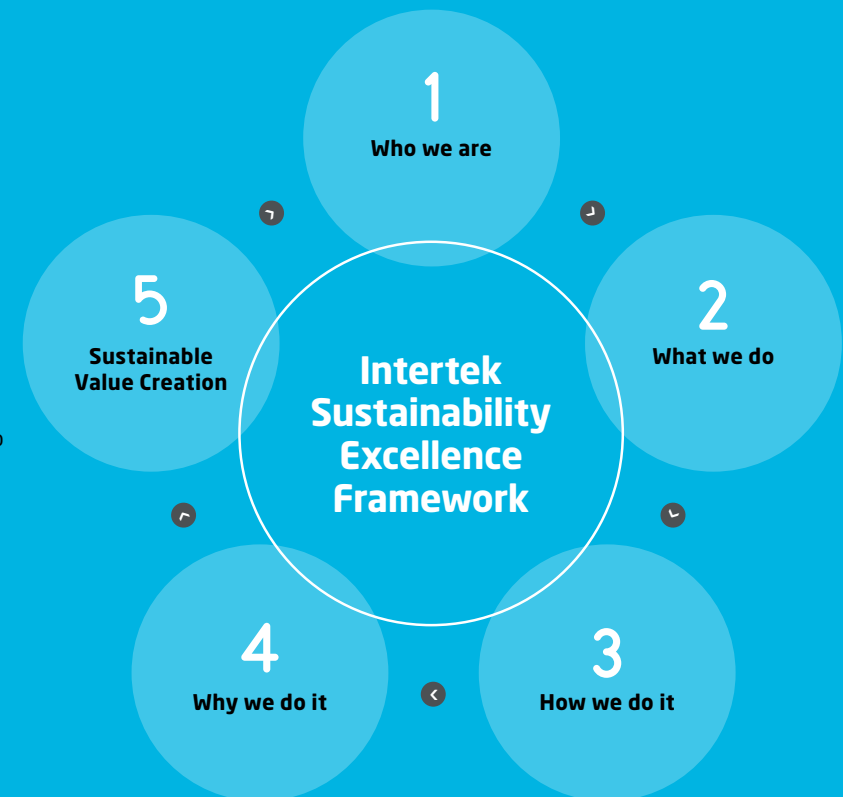 1
Who we are
2
What we do
3
How we do it
4
Why we do it
5
Sustainable
Value Creation
Intertek
Sustainability
Excellence
Framework